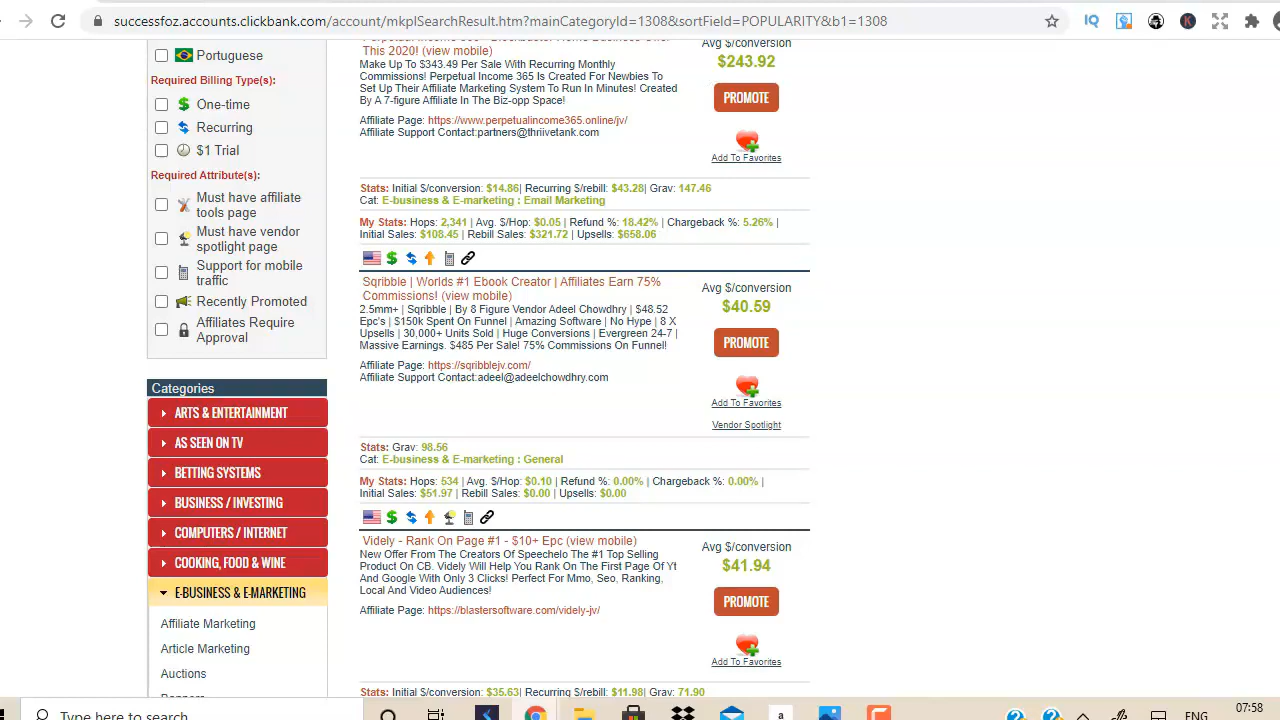 successfoz.accounts.clickbank.com/account/mkplSearchResult.htm?mainCategoryId=1308&sortField=POPULARITY&b1=1308
IQ
K
Portuguese
Required Billing Type(s):
One-time
Recurring
$1 Trial
Required Attribute(s):
Must have affiliate
tools page
Must have vendor
spotlight page
Support for mobile
traffic
Recently Promoted
Affiliates Require
Approval
Categories
ARTS & ENTERTAINMENT
AS SEEN ON TV
BETTING SYSTEMS
BUSINESS / INVESTING
COMPUTERS / INTERNET
COOKING, FOOD & WINE
E-BUSINESS & E-MARKETING
Affiliate Marketing
Article Marketing
Auctions
Banners
This 2020! (view mobile)
Make Up To $343.49 Per Sale With Recurring Monthly
Commissions! Perpetual Income 365 Is Created For Newbies To
Set Up Their Affiliate Marketing System To Run In Minutes! Created
By A 7-figure Affiliate In The Biz-opp Space!
Affiliate Page: https://www.perpetualincome365.online/jv/
Affiliate Support Contact:partners@thriivetank.com
Avg $/conversion
$243.92
PROMOTE
Add To Favorites
Stats: Initial $/conversion: $14.86| Recurring $/rebill: $43.28| Grav: 147.46
Cat: E-business & E-marketing : Email Marketing
My Stats: Hops: 2,341 | Avg. $/Hop: $0.05 | Refund %: 18.42% | Chargeback %: 5.26% |
Initial Sales: $108.45 | Rebill Sales: $321.72 | Upsells: $658.06
Sqribble | Worlds #1 Ebook Creator | Affiliates Earn 75%
Commissions! (view mobile)
2.5mm+ | Sqribble | By 8 Figure Vendor Adeel Chowdhry | $48.52
Epc's | $150k Spent On Funnel | Amazing Software | No Hype | 8 X
Upsells | 30,000+ Units Sold | Huge Conversions | Evergreen 24-7 |
Massive Earnings. $485 Per Sale! 75% Commissions On Funnel!
Affiliate Page: https://sqribblejv.com/
Affiliate Support Contact:adeel@adeelchowdhry.com
Avg $/conversion
$40.59
PROMOTE
Add To Favorites
Vendor Spotlight
Stats: Grav: 98.56
Cat: E-business & E-marketing : General
My Stats: Hops: 534 | Avg. $/Hop: $0.10 | Refund %: 0.00% | Chargeback %: 0.00% |
Initial Sales: $51.97 | Rebill Sales: $0.00 | Upsells: $0.00
Videly - Rank On Page #1 - $10+ Epc (view mobile)
New Offer From The Creators Of Speechelo The #1 Top Selling
Product On CB. Videly Will Help You Rank On The First Page Of Yt
And Google With Only 3 Clicks! Perfect For Mmo, Seo, Ranking,
Local And Video Audiences!
Affiliate Page: https://blastersoftware.com/videly-jv/
Avg $/conversion
$41.94
PROMOTE
Add To Favorites
Stats: Initial $/conversion: $35.63| Recurring $/rebill: $11.98| Grav: 71.90
Type here to search
a
ENG
07:58